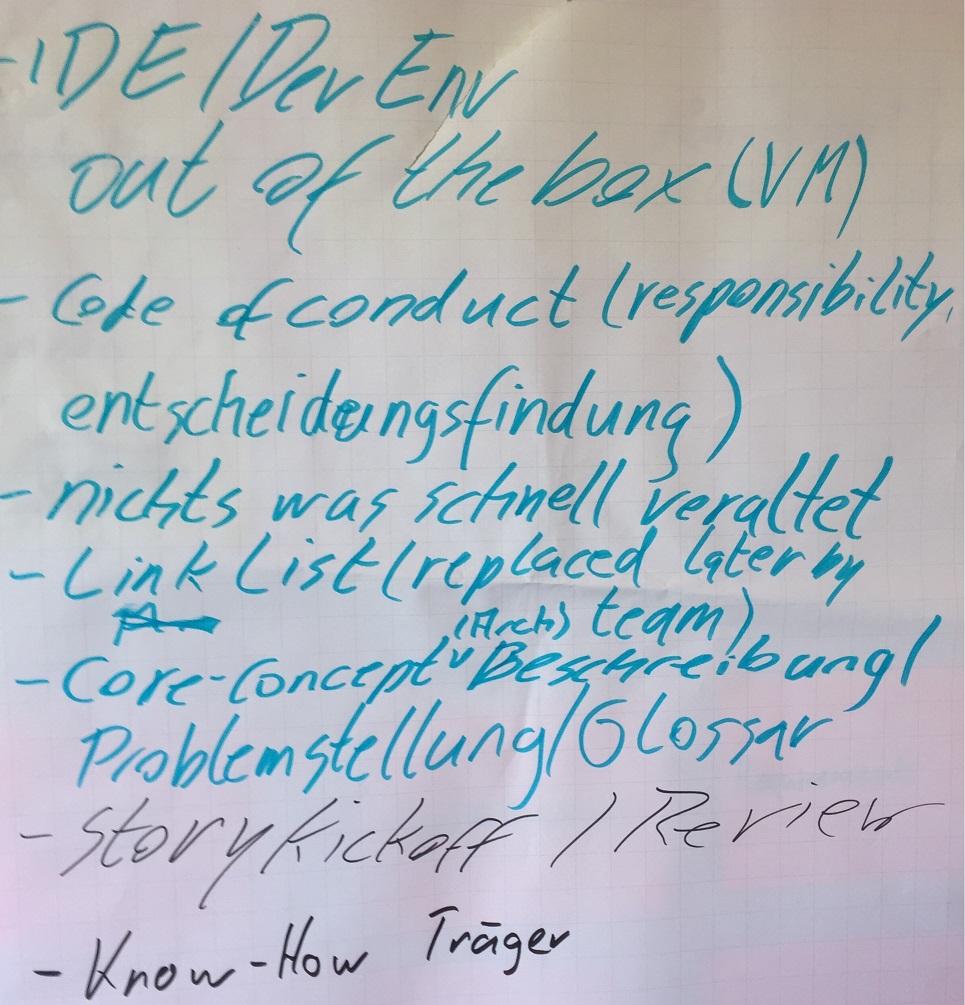 - IDE / Dev Env
out of the box (VM)
- Code of conduct (responsibility,
entscheidungsfindung)
- nichts was schnell veraltet
- Link List (replaced later by
team)
- Core-Concept (Arch) Beschreibung /
Problemstellung / Glossar
- Story Kickoff / Review
- Know-How Träger